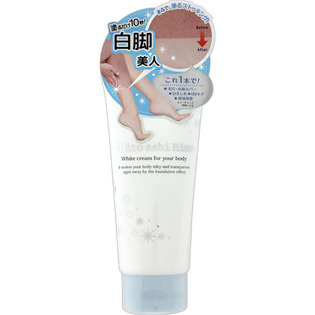 塗るだけ10秒!
まるで、塗るストッキング!
白脚
美人
Before
After
これ1本で!
White cream for your body
It makes your body silky and transparent
right away by the foundation effect.